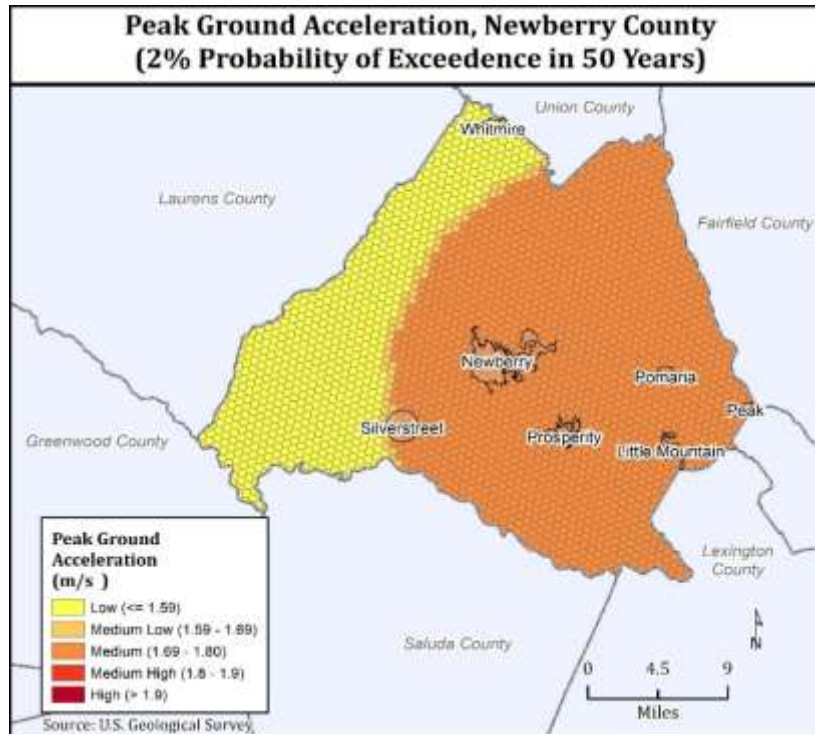 Peak Ground Acceleration, Newberry County
(2% Probability of Exceedence in 50 Years)
Union County
Whitmire
Laurens County
Fairfield County
Newberry
Pomaria
Peak
Silverstreet
Prosperity
Greenwood County
Little Mountain
Peak Ground
Acceleration
(m/s )
Low (<= 1.59)
Medium Low (1.59 - 1.69)
Medium (1.69 - 1.80)
Medium High (1.8 - 1.9)
High (> 1.9)
Lexington
County
Saluda County
N
0 4.5 9
Miles
Source: U.S. Geological Survey